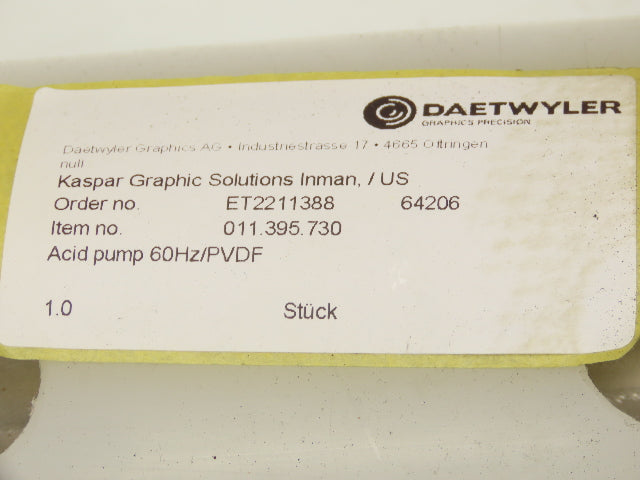 DAETWYLER
GRAPHICS PRECISION
Daetwyler Graphics AG • Industriestrasse 17 • 4665 Oftringen
null
Kaspar Graphic Solutions Inman, / US
Order no. ET2211388 64206
Item no. 011.395.730
Acid pump 60Hz/PVDF
1.0 Stück